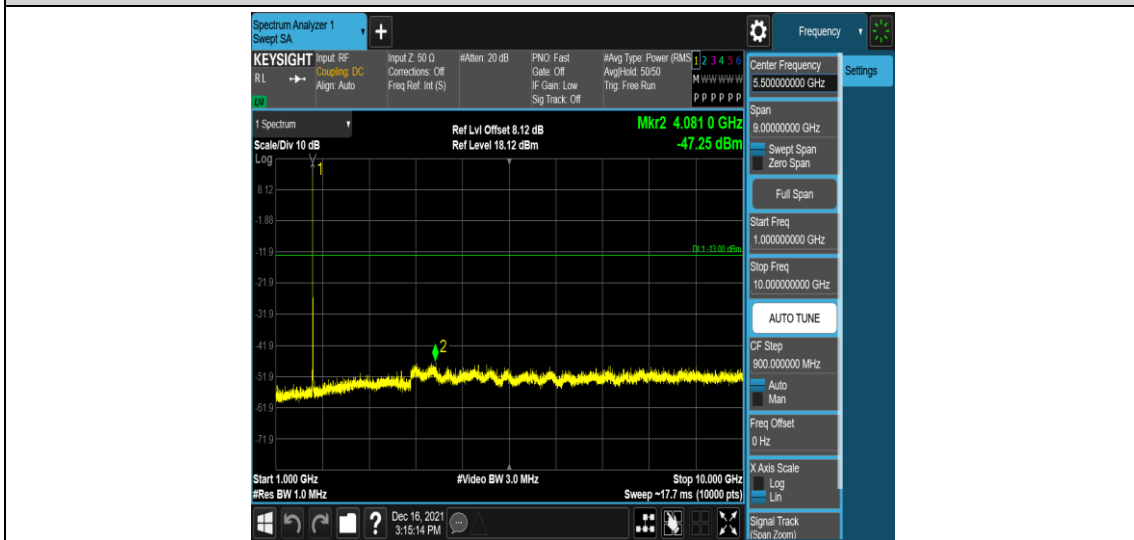 Spectrum Analyzer 1
Swept SA
+
Frequency
KEYSIGHT
Input: RF
Coupling: DC
Align: Auto
Input Z: 50 Ω
Corrections: Off
Freq Ref: Int (S)
#Atten: 20 dB
PNO: Fast
Gate: Off
IF Gain: Low
Sig Track: Off
#Avg Type: Power (RMS
Avg|Hold: 50/50
Trig: Free Run
1 2 3 4 5 6
M W W W W W
P P P P P P
R L
LXI
1 Spectrum
Scale/Div 10 dB
Log
Ref Lvl Offset 8.12 dB
Ref Level 18.12 dBm
Mkr2 4.081 0 GHz
-47.25 dBm
1
8.12
-1.88
-11.9
DL1 -13.00 dBm
-21.9
-31.9
-41.9
2
-51.9
-61.9
-71.9
Start 1.000 GHz
#Res BW 1.0 MHz
#Video BW 3.0 MHz
Stop 10.000 GHz
Sweep ~17.7 ms (10000 pts)
?
Dec 16, 2021
3:15:14 PM
Center Frequency
5.500000000 GHz
Settings
Span
9.00000000 GHz
Swept Span
Zero Span
Full Span
Start Freq
1.000000000 GHz
Stop Freq
10.000000000 GHz
AUTO TUNE
CF Step
900.000000 MHz
Auto
Man
Freq Offset
0 Hz
X Axis Scale
Log
Lin
Signal Track
(Span Zoom)